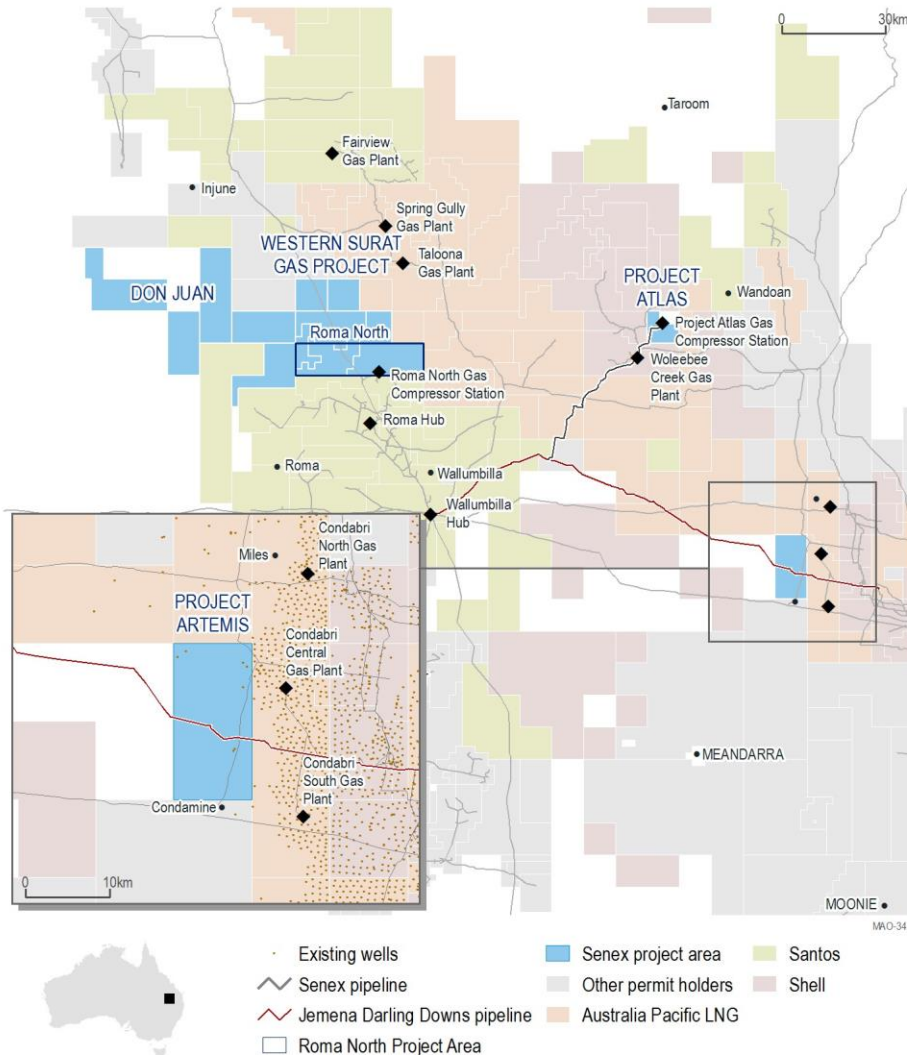 0
30km
Taroom
Fairview
Gas Plant
Injune
Spring Gully
Gas Plant
WESTERN SURAT
GAS PROJECT
Taloona
Gas Plant
DON JUAN
PROJECT
ATLAS
Wandoan
Roma North
Project Atlas Gas
Compressor Station
Woleebee
Creek Gas
Plant
Roma North Gas
Compressor Station
Roma Hub
Roma
Wallumbilla
Wallumbilla
Hub
Condabri
North Gas
Plant
Miles
PROJECT
ARTEMIS
Condabri
Central
Gas Plant
Condabri
South Gas
Plant
Condamine
0
10km
MEANDARRA
MOONIE
MAO-34
Existing wells
Senex pipeline
Jemena Darling Downs pipeline
Roma North Project Area
Senex project area
Other permit holders
Australia Pacific LNG
Santos
Shell